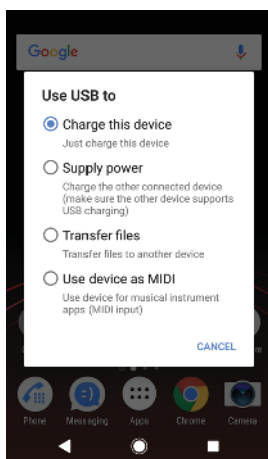 Google
Use USB to
Charge this device
Just charge this device
Supply power
Charge the other connected device
(make sure the other device supports
USB charging)
Transfer files
Transfer files to another device
Use device as MIDI
Use device for musical instrument
apps (MIDI input)
CANCEL
Phone Messaging Apps Chrome Camera